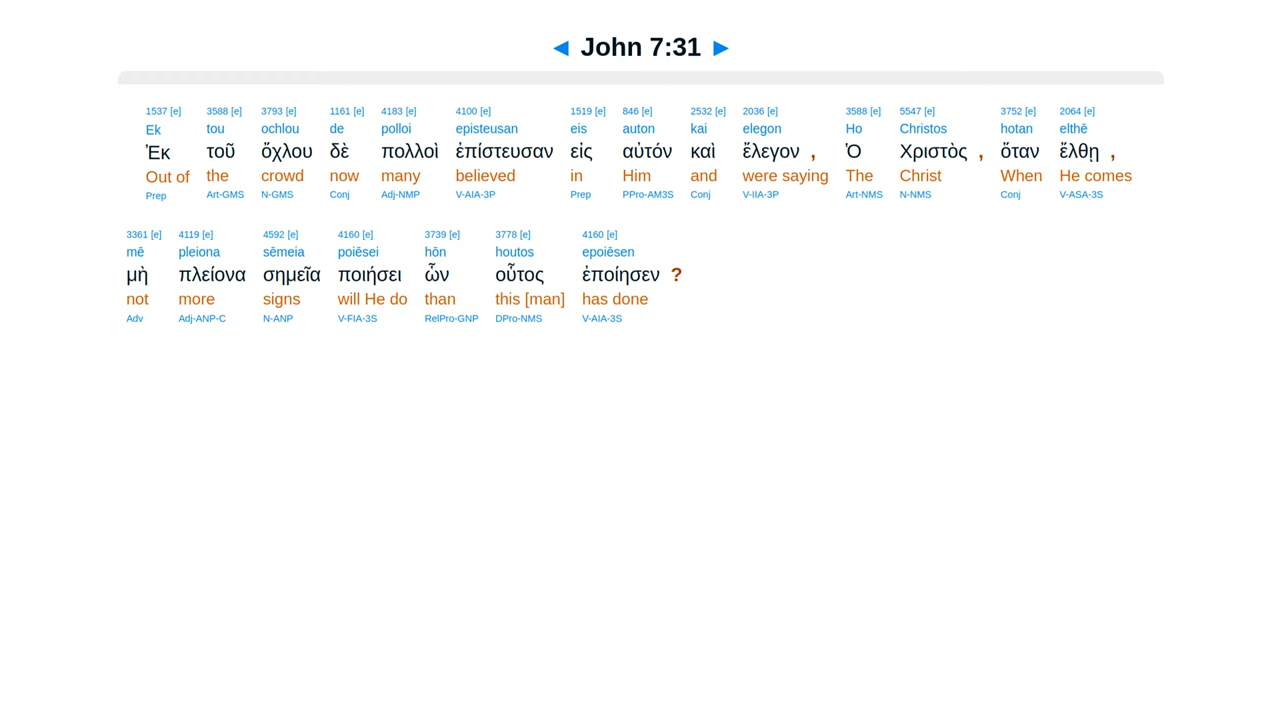 ◄ John 7:31 ►
1537 [e] 3588 [e] 3793 [e] 1161 [e] 4183 [e] 4100 [e] 1519 [e] 846 [e] 2532 [e] 2036 [e] 3588 [e] 5547 [e] 3752 [e] 2064 [e]
Ek tou ochlou de polloi episteusan eis auton kai elegon Ho Christos hotan elthē
Ἐκ τοῦ ὄχλου δὲ πολλοὶ ἐπίστευσαν εἰς αὐτόν καὶ ἔλεγον , Ὁ Χριστὸς , ὅταν ἔλθῃ ,
Out of the crowd now many believed in Him and were saying The Christ When He comes
Prep Art-GMS N-GMS Conj Adj-NMP V-AIA-3P Prep PPro-AM3S Conj V-IIA-3P Art-NMS N-NMS Conj V-ASA-3S
3361 [e] 4119 [e] 4592 [e] 4160 [e] 3739 [e] 3778 [e] 4160 [e]
mē pleiona sēmeia poiēsei hōn houtos epoiēsen
μὴ πλείονα σημεῖα ποιήσει ὧν οὗτος ἐποίησεν ?
not more signs will He do than this [man] has done
Adv Adj-ANP-C N-ANP V-FIA-3S RelPro-GNP DPro-NMS V-AIA-3S